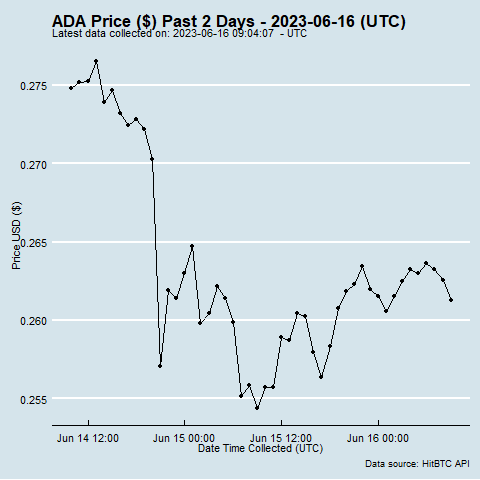 ADA Price ($) Past 2 Days - 2023-06-16 (UTC)
Latest data collected on: 2023-06-16 09:04:07 - UTC
0.275
0.270
0.265
0.260
0.255
Price USD ($)
Jun 14 12:00 Jun 15 00:00 Jun 15 12:00 Jun 16 00:00
Date Time Collected (UTC)
Data source: HitBTC API